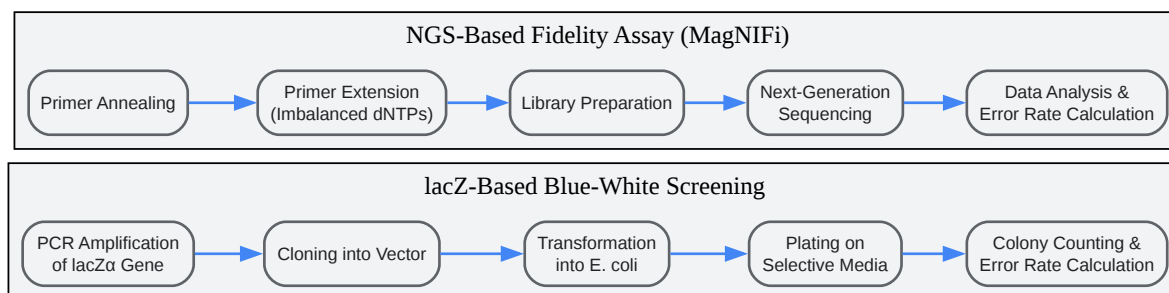 NGS-Based Fidelity Assay (MagNIFi)
Primer Annealing
Primer Extension
(Imbalanced dNTPs)
Library Preparation
Next-Generation
Sequencing
Data Analysis &
Error Rate Calculation
lacZ-Based Blue-White Screening
PCR Amplification
of lacZα Gene
Cloning into Vector
Transformation
into E. coli
Plating on
Selective Media
Colony Counting &
Error Rate Calculation